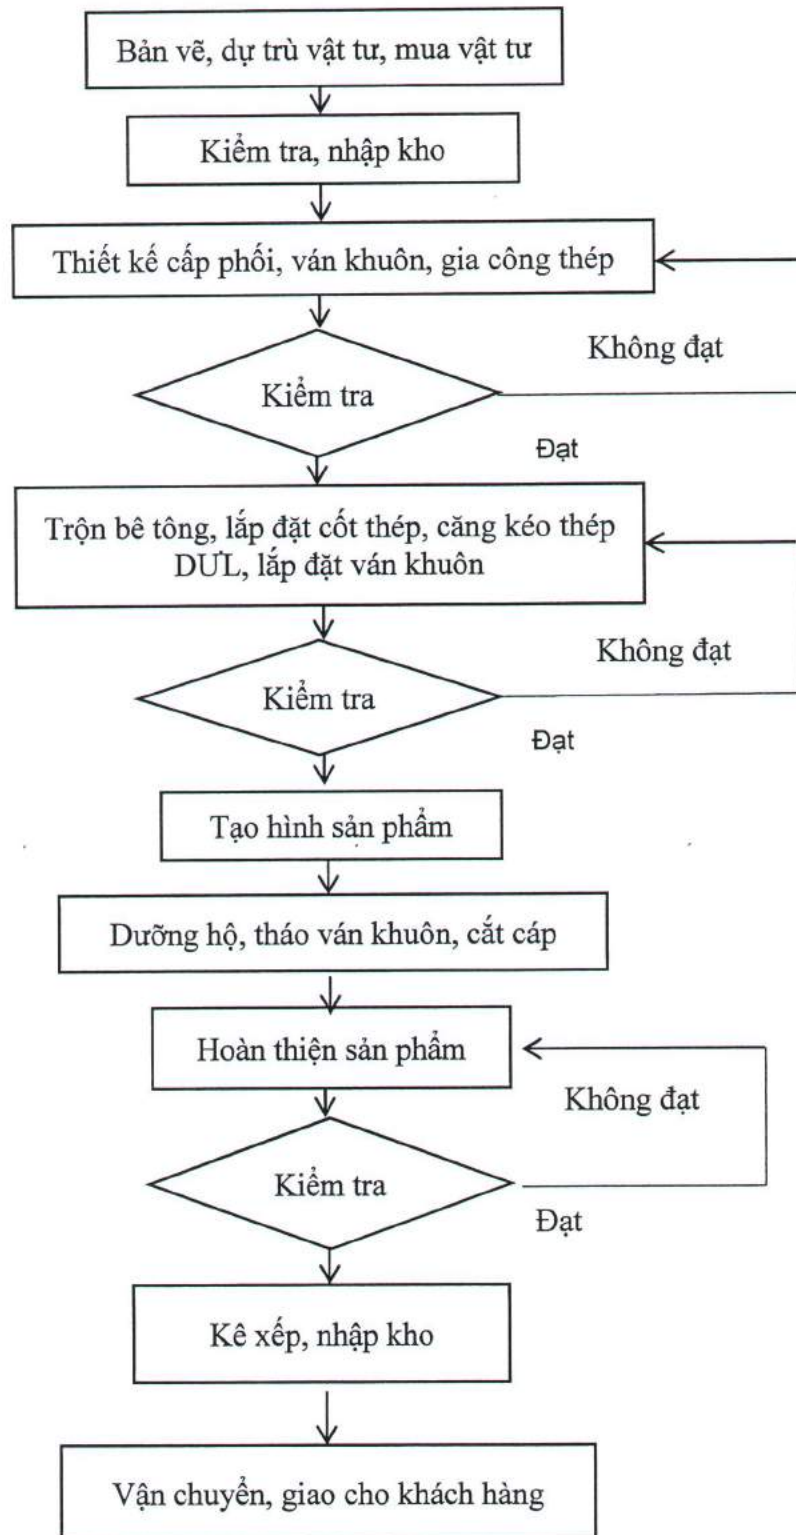 Bản vẽ, dự trù vật tư, mua vật tư
Kiểm tra, nhập kho
Thiết kế cấp phối, ván khuôn, gia công thép
Không đạt
Kiểm tra
Đạt
Trộn bê tông, lắp đặt cốt thép, căng kéo thép
DƯL, lắp đặt ván khuôn
Không đạt
Kiểm tra
Đạt
Tạo hình sản phẩm
Dưỡng hộ, tháo ván khuôn, cắt cáp
Hoàn thiện sản phẩm
Không đạt
Kiểm tra
Đạt
Kê xếp, nhập kho
Vận chuyển, giao cho khách hàng